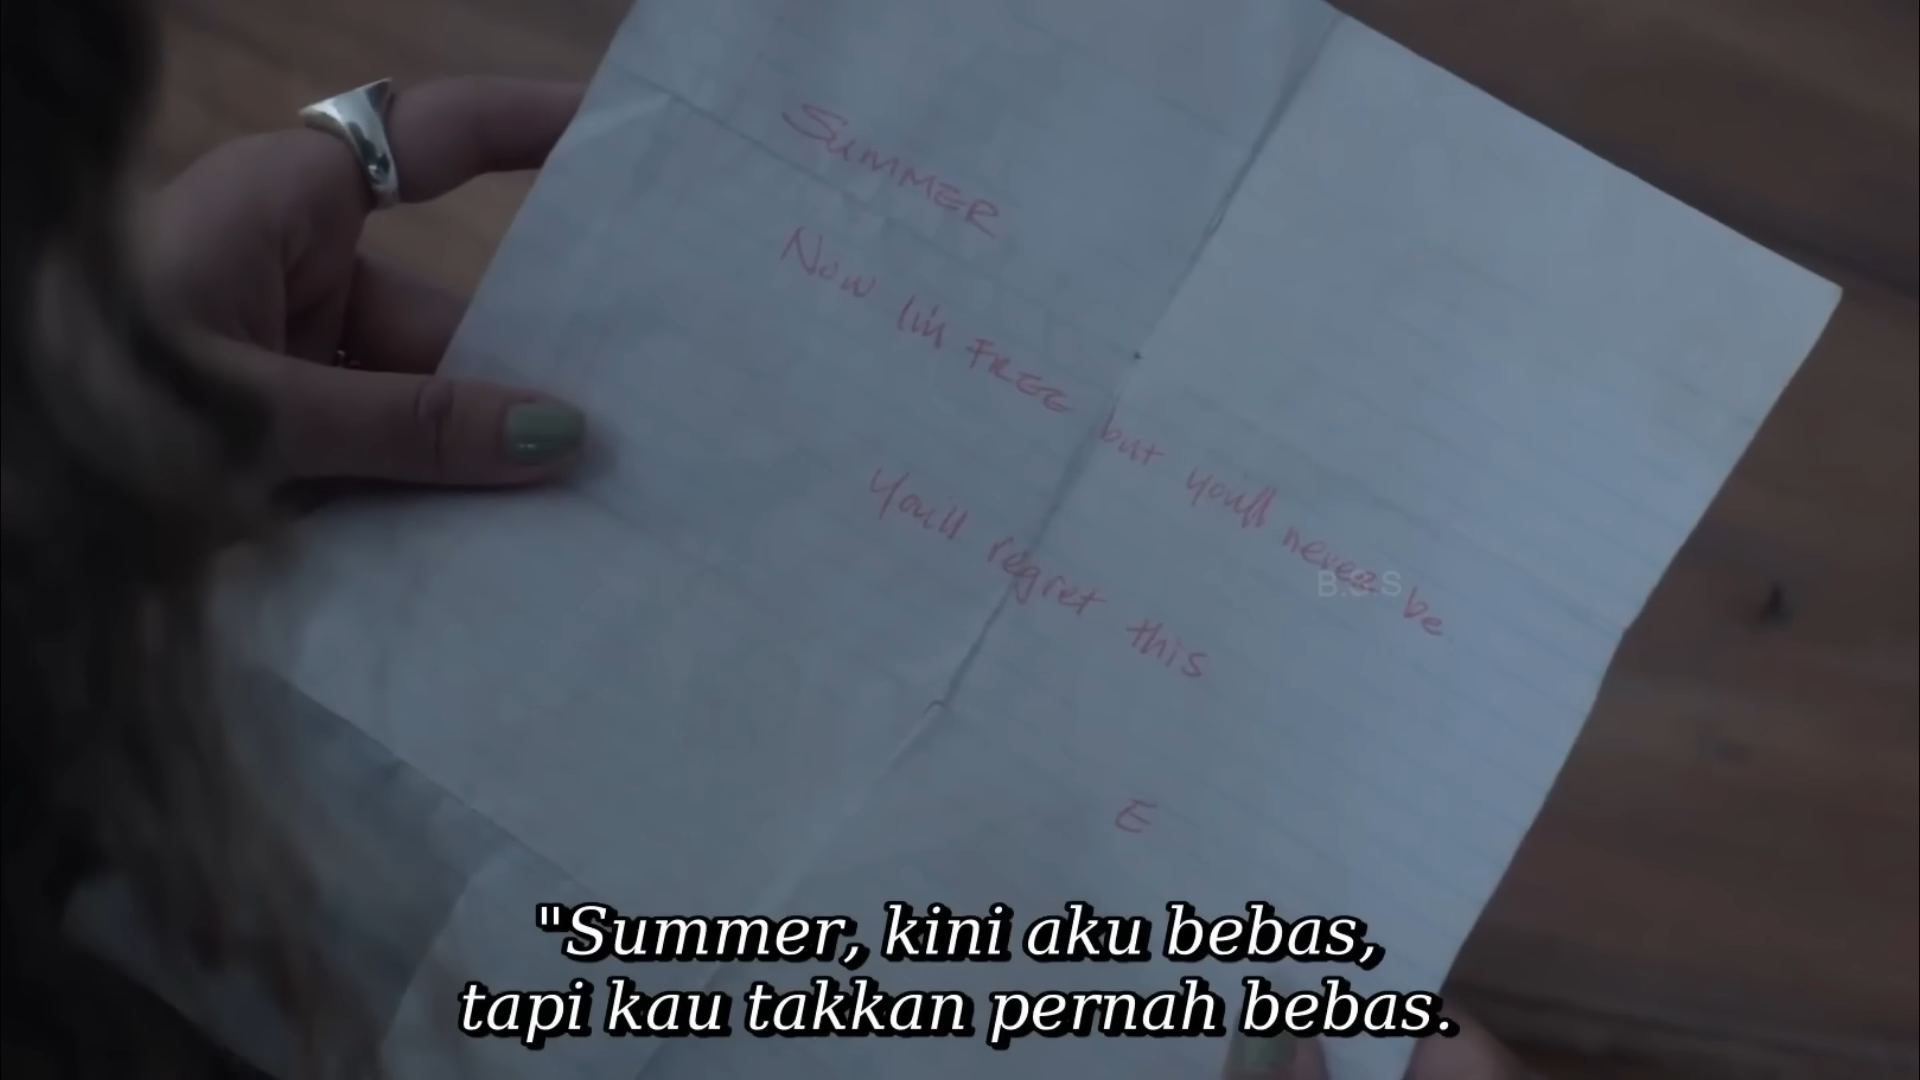 SUMMER
Now I'm FREE but you'll never be
You'll regret this
E
B.S
"Summer, kini aku bebas,
tapi kau takkan pernah bebas.